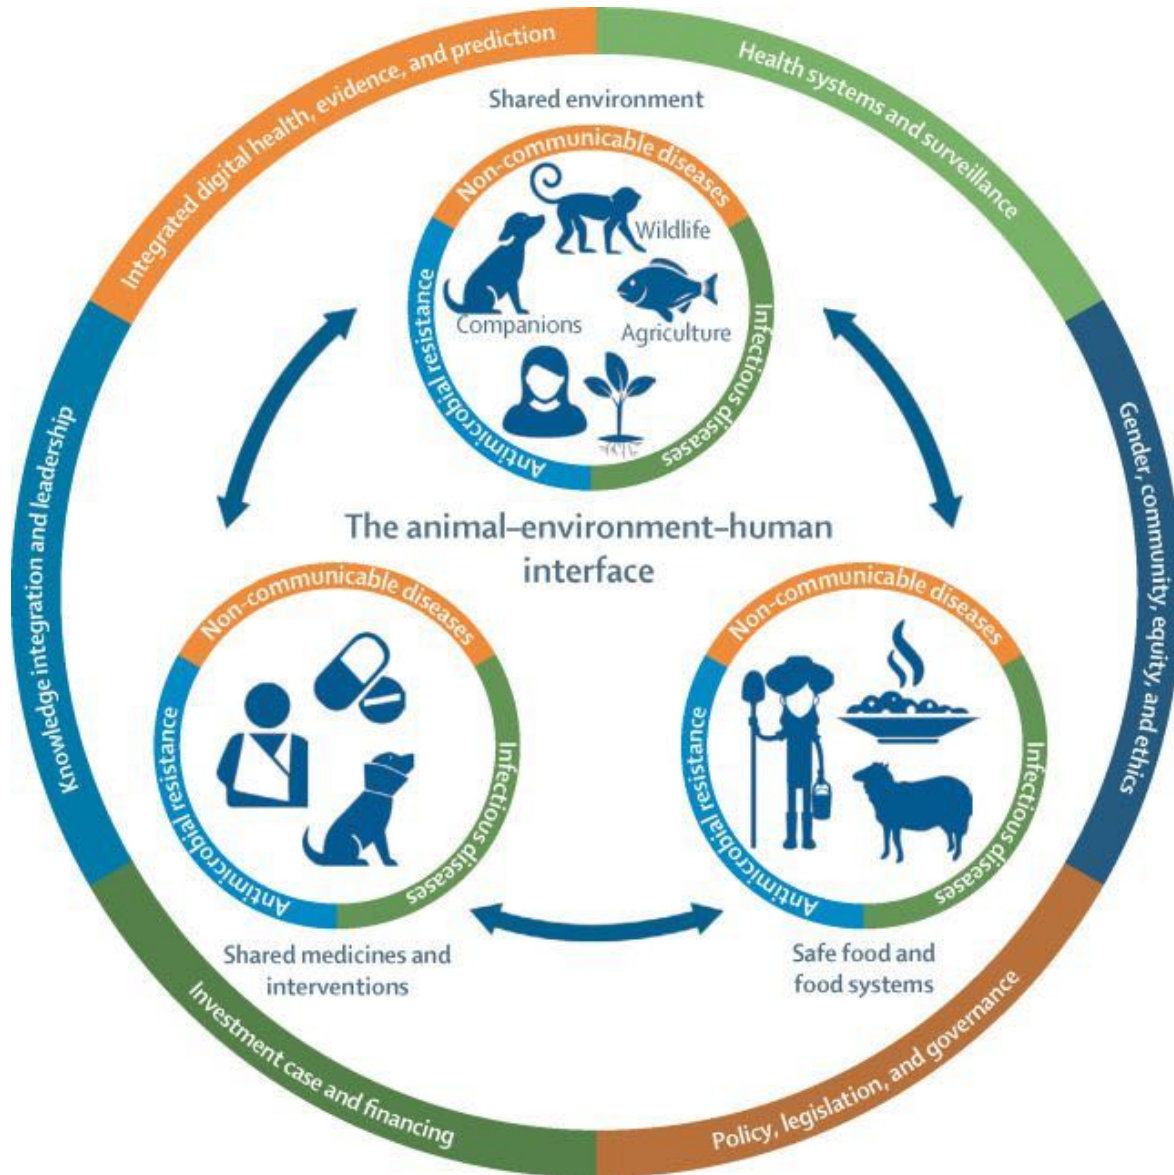 Integrated digital health, evidence, and prediction
Health systems and surveillance
Shared environment
Non-communicable diseases
Wildlife
Companions
Agriculture
Antimicrobial resistance
Infectious diseases
Knowledge integration and leadership
Gender, community, equity, and ethics
The animal–environment–human
interface
Non-communicable diseases
Antimicrobial resistance
Infectious diseases
Non-communicable diseases
Antimicrobial resistance
Infectious diseases
Shared medicines and
interventions
Safe food and
food systems
Investment case and financing
Policy, legislation, and governance